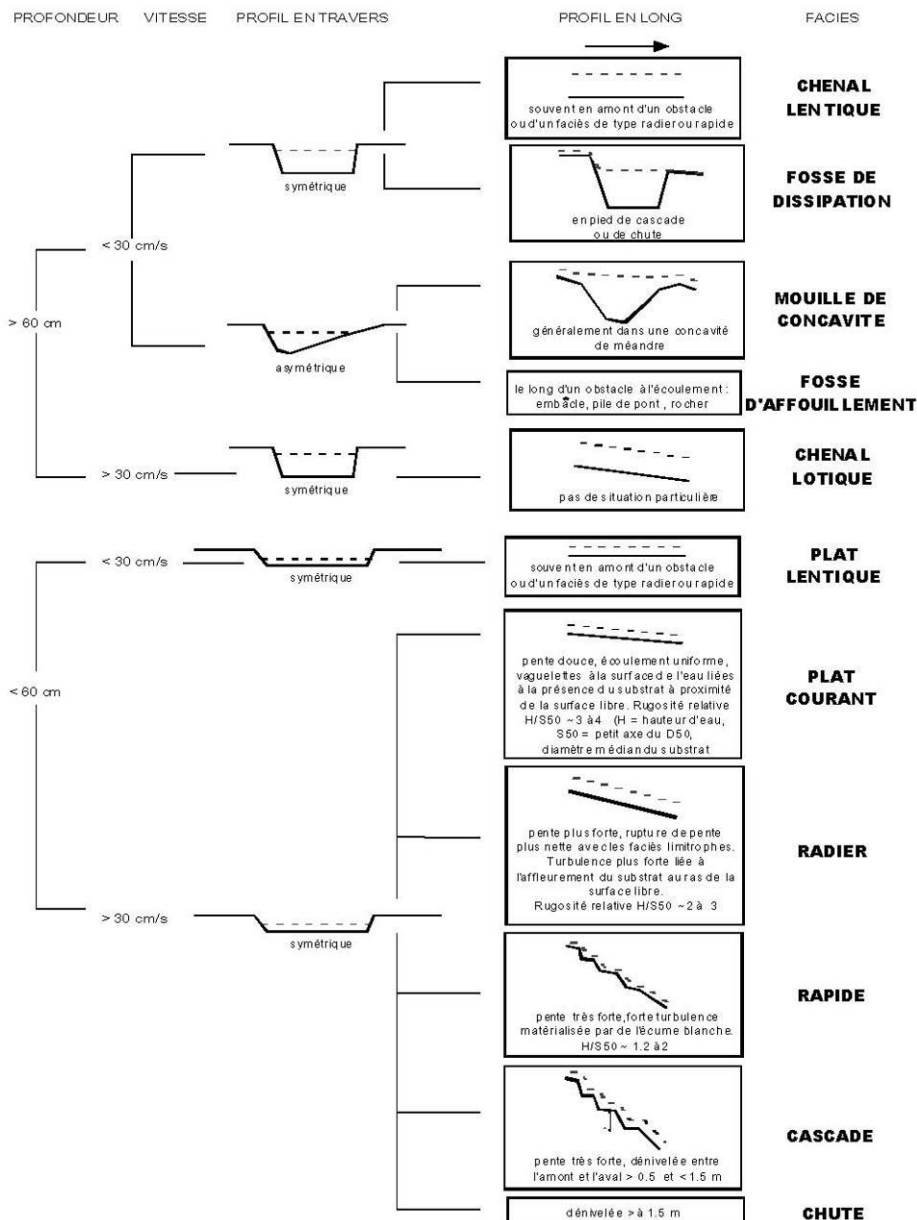 PROFONDEUR VITESSE PROFIL EN TRAVERS PROFIL EN LONG FACIES
souvent en amont d'un obstacle
ou d'un faciès de type radier ou rapide
CHENAL
LENTIQUE
symétrique
en pied de cascade
ou de chute
FOSSE DE
DISSIPATION
< 30 cm/s
> 60 cm
asymétrique
généralement dans une concavité
de méandre
MOUILLE DE
CONCAVITE
le long d'un obstacle à l'écoulement :
embâcle, pile de pont , rocher
FOSSE
D'AFFOUILLEMENT
> 30 cm/s
symétrique
pas de situation particulière
CHENAL
LOTIQUE
< 30 cm/s
symétrique
souvent en amont d'un obstacle
ou d'un faciès de type radier ou rapide
PLAT
LENTIQUE
< 60 cm
pente douce, écoulement uniforme,
vaguelettes à la surface de l'eau liées
à la présence du substrat à proximité
de la surface libre. Rugosité relative
H/S50 ~ 3 à 4 (H = hauteur d'eau,
S50 = petit axe du D50,
diamètre médian du substrat
PLAT
COURANT
pente plus forte, rupture de pente
plus nette avec les faciès limitrophes.
Turbulence plus forte liée à
l'affleurement du substrat au ras de la
surface libre.
Rugosité relative H/S50 ~ 2 à 3
RADIER
> 30 cm/s
symétrique
pente très forte, forte turbulence
matérialisée par de l'écume blanche.
H/S50 ~ 1.2 à 2
RAPIDE
pente très forte, dénivelée entre
l'amont et l'aval > 0.5 et < 1.5 m
CASCADE
dénivelée > à 1.5 m
CHUTE